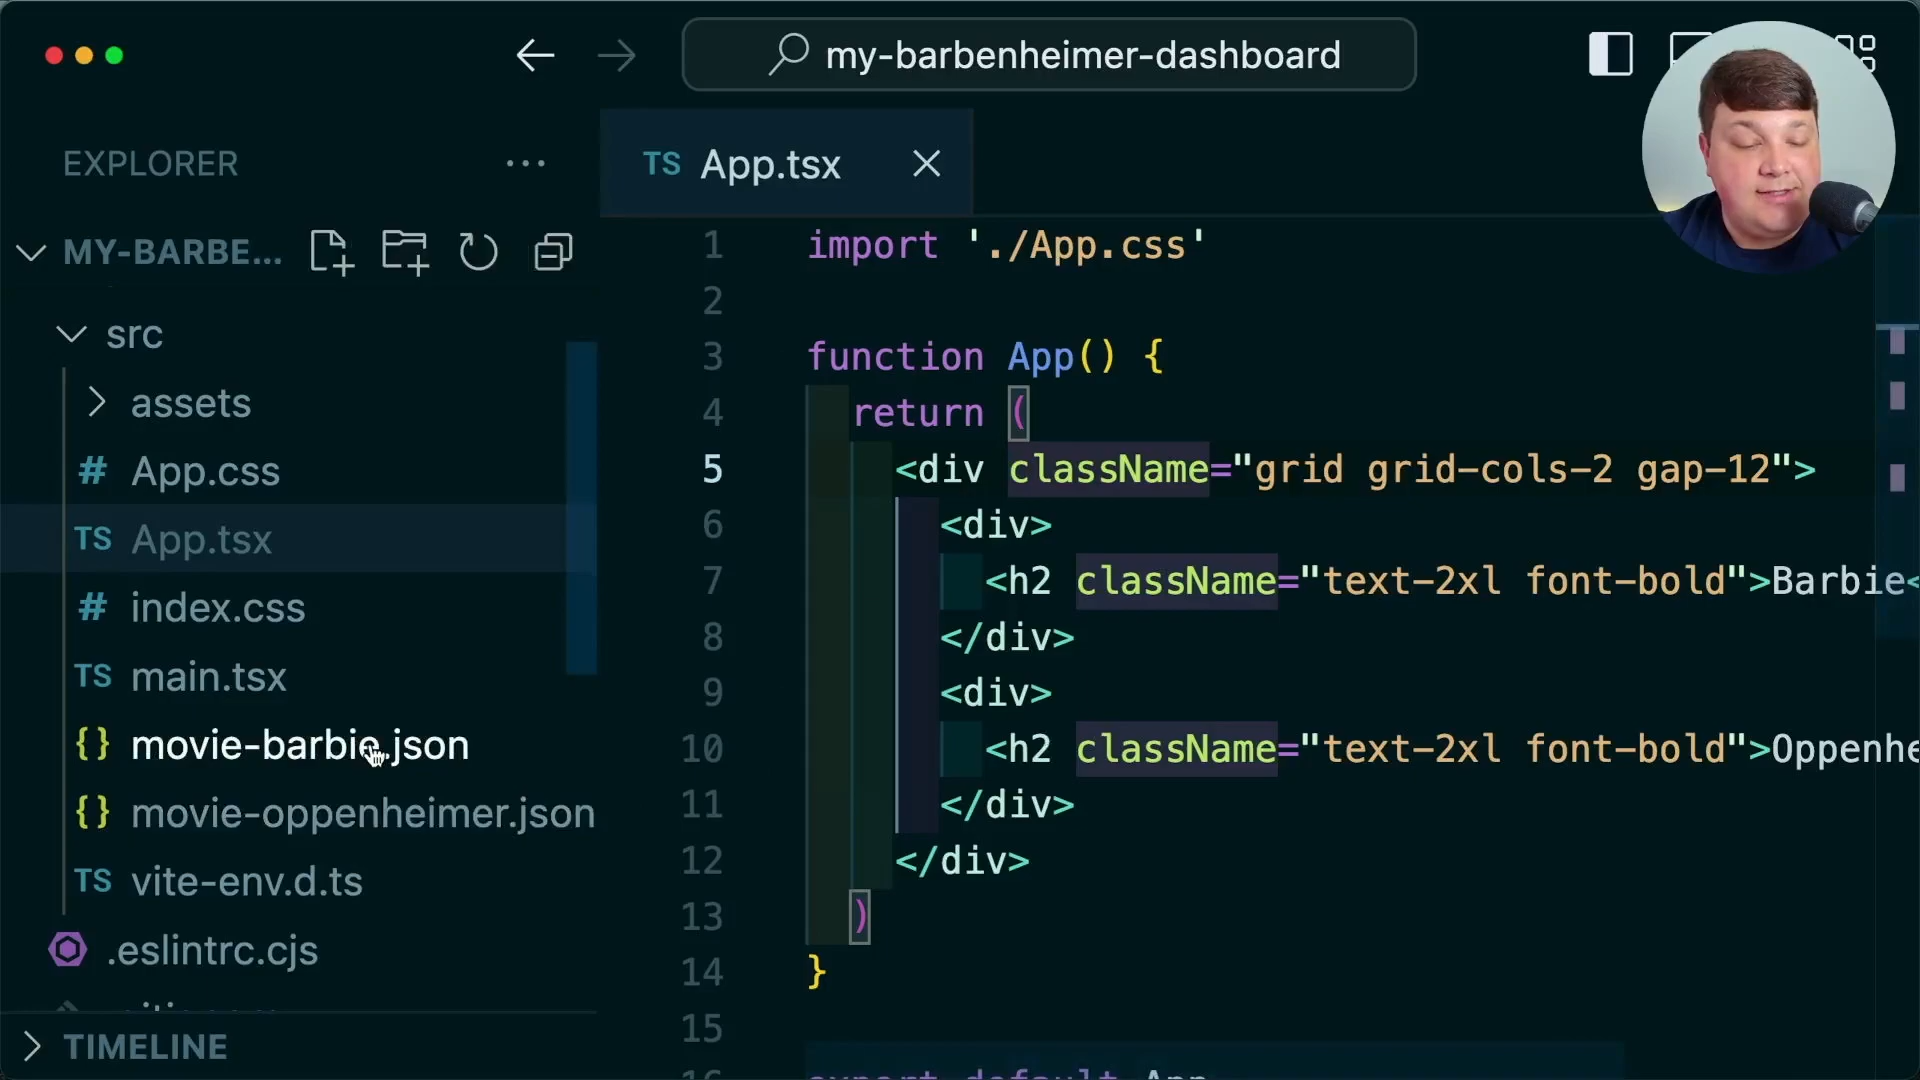 my-barbenheimer-dashboard
EXPLORER
TS App.tsx
MY-BARBE...
src
assets
# App.css
TS App.tsx
# index.css
TS main.tsx
{} movie-barbie.json
{} movie-oppenheimer.json
TS vite-env.d.ts
.eslintrc.cjs
TIMELINE
1 import './App.css'
2
3 function App() {
4 return (
5 <div className="grid grid-cols-2 gap-12">
6 <div>
7 <h2 className="text-2xl font-bold">Barbie<
8 </div>
9 <div>
10 <h2 className="text-2xl font-bold">Oppenhe
11 </div>
12 </div>
13 )
14 }
15
16 export default App